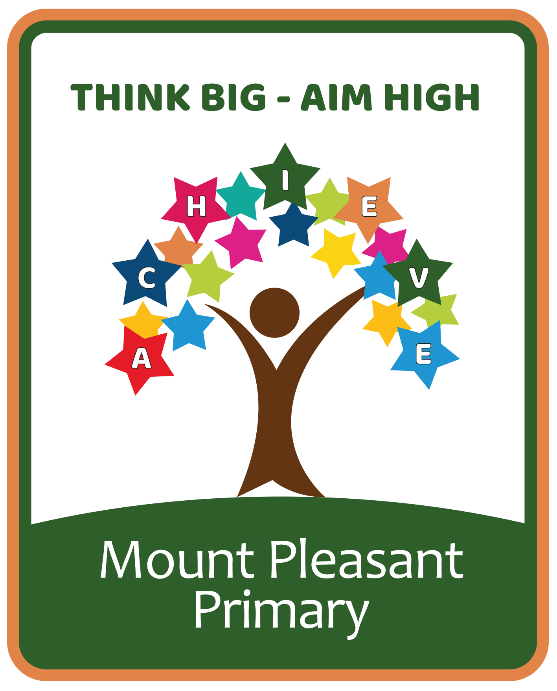 THINK BIG - AIM HIGH
ACHIEVE
Mount Pleasant
Primary